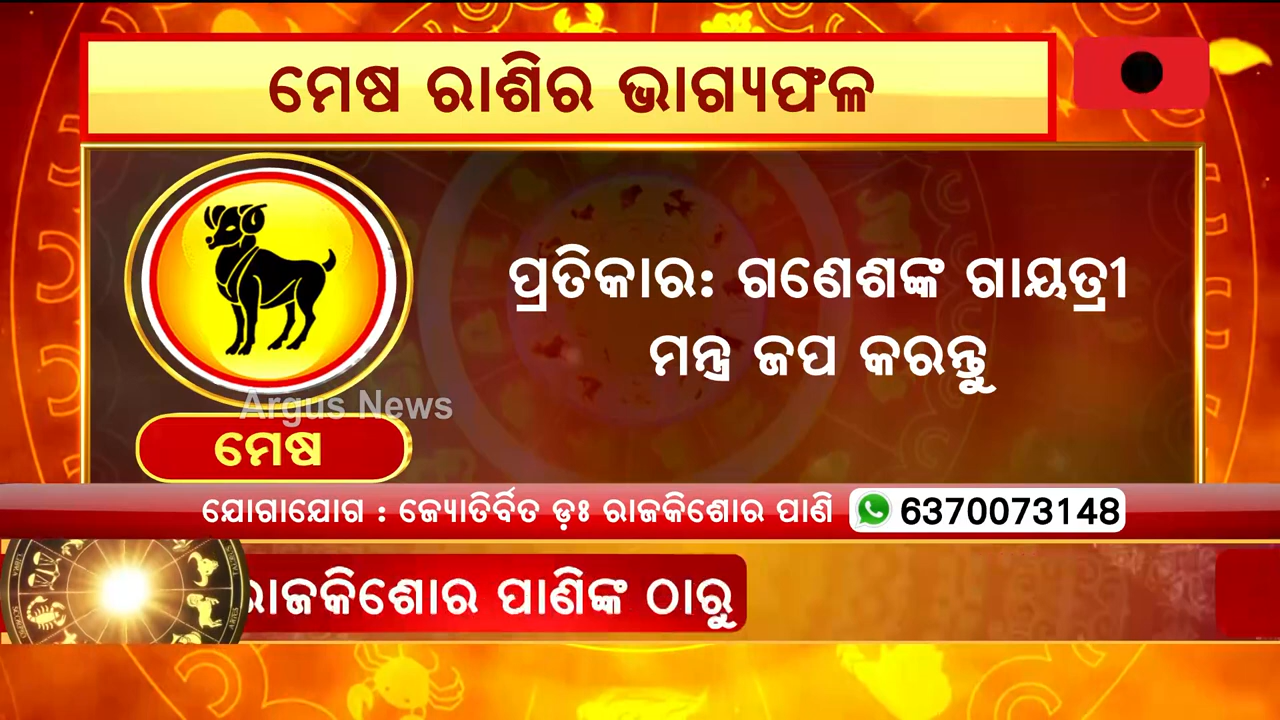 ମେଷ ରାଶିର ଭାଗ୍ୟଫଳ
ପ୍ରତିକାର: ଗଣେଶଙ୍କ ଗାୟତ୍ରୀ
ମନ୍ତ୍ର ଜପ କରନ୍ତୁ
Argus News
ମେଷ
ଯୋଗାଯୋଗ : ଜ୍ୟୋତିର୍ବିତ ଡ଼ଃ ରାଜକିଶୋର ପାଣି 6370073148
ରାଜକିଶୋର ପାଣିଙ୍କ ଠାରୁ